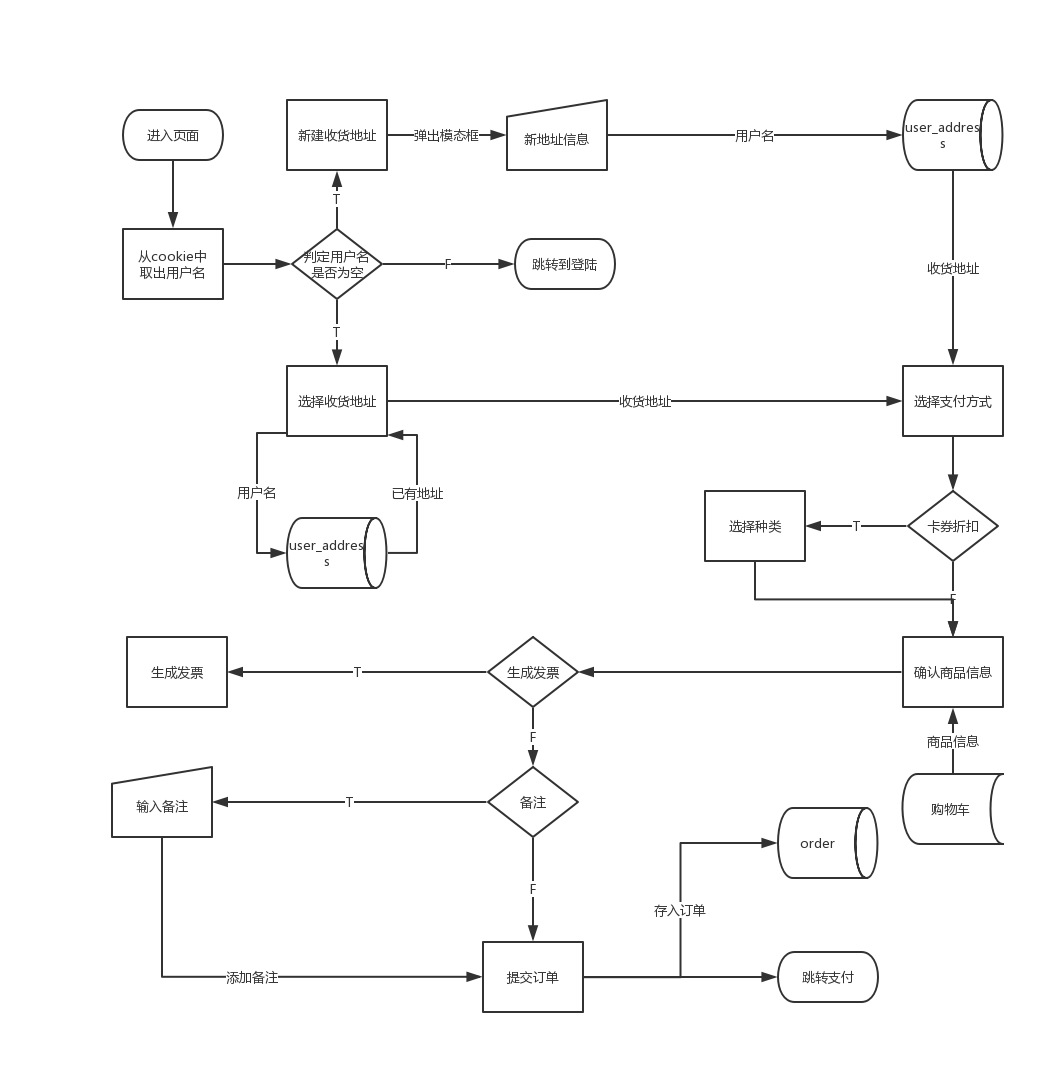 进入页面
新建收货地址
弹出模态框
新地址信息
用户名
user_addres
s
T
从cookie中
取出用户名
判定用户名
是否为空
F
跳转到登陆
收货地址
T
选择收货地址
收货地址
选择支付方式
用户名
已有地址
user_addres
s
选择种类
T
卡券折扣
F
生成发票
T
生成发票
确认商品信息
F
商品信息
输入备注
T
备注
购物车
order
F
存入订单
添加备注
提交订单
跳转支付